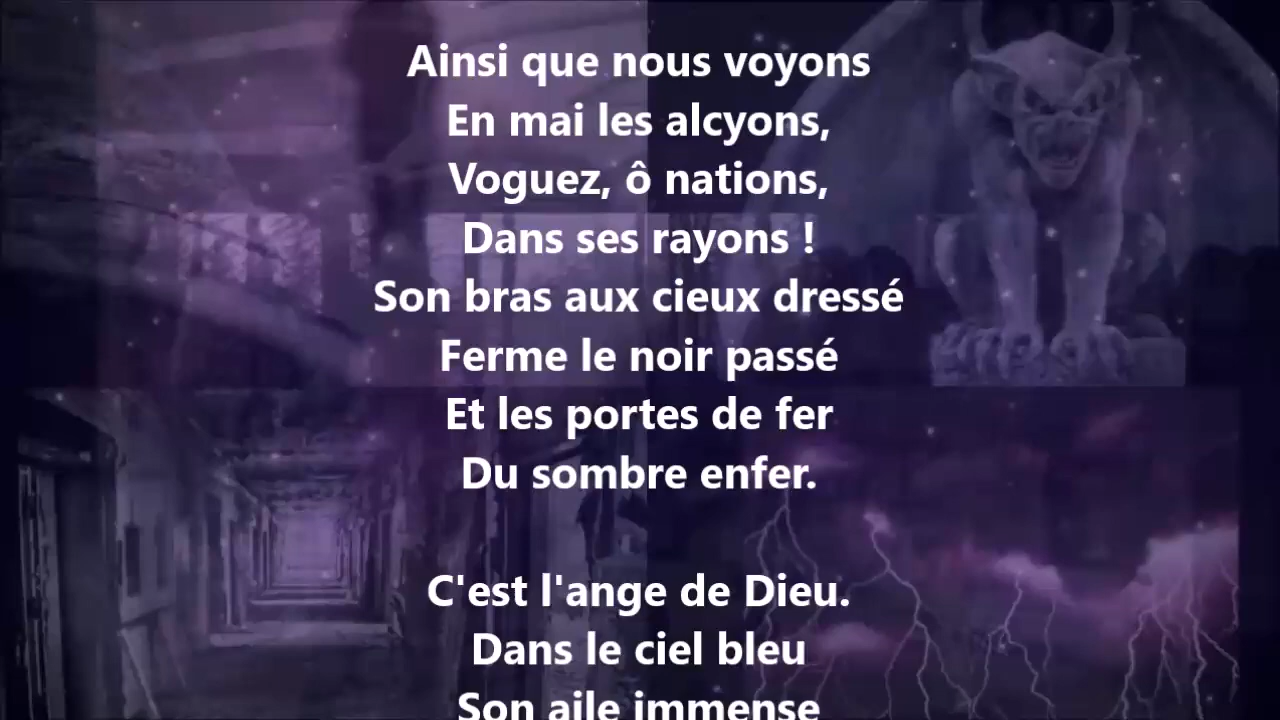 Ainsi que nous voyons
En mai les alcyons,
Voguez, ô nations,
Dans ses rayons !
Son bras aux cieux dressé
Ferme le noir passé
Et les portes de fer
Du sombre enfer.
C'est l'ange de Dieu.
Dans le ciel bleu
Son aile immense